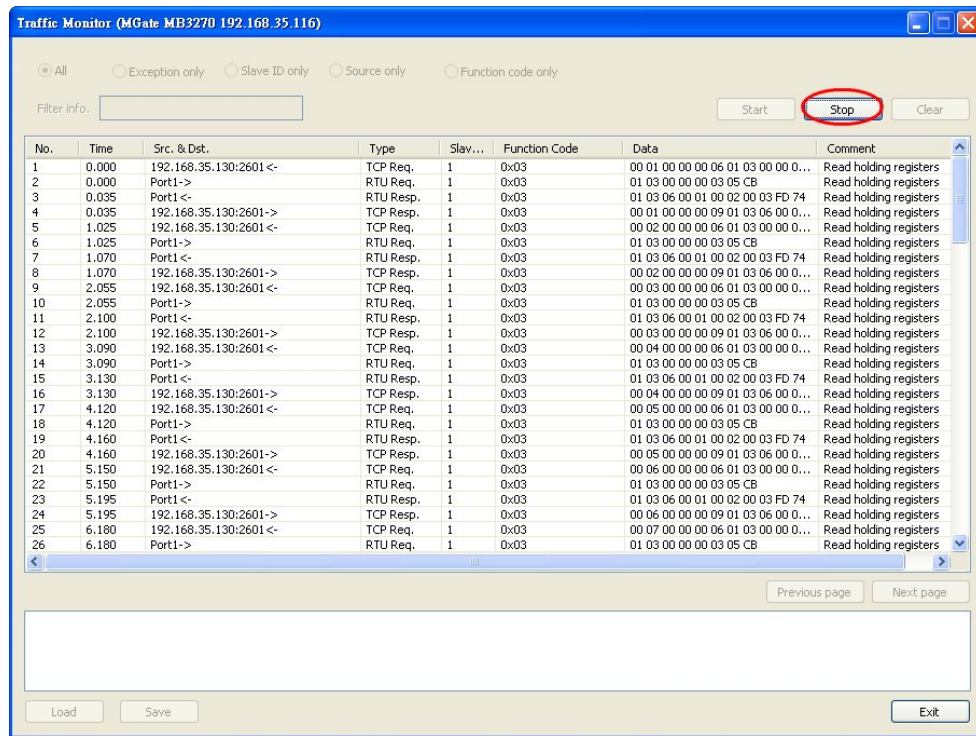 Traffic Monitor (MGate MB3270 192.168.35.116)
All Exception only Slave ID only Source only Function code only
Filter info. Start Stop Clear
No. Time Src. & Dst. Type Slav... Function Code Data Comment
1 0.000 192.168.35.130:2601<- TCP Req. 1 0x03 00 01 00 00 00 06 01 03 00 00 0... Read holding registers
2 0.000 Port1-> RTU Req. 1 0x03 01 03 00 00 00 03 05 CB Read holding registers
3 0.035 Port1<- RTU Resp. 1 0x03 01 03 06 00 01 00 02 00 03 FD 74 Read holding registers
4 0.035 192.168.35.130:2601-> TCP Resp. 1 0x03 00 01 00 00 00 09 01 03 06 00 0... Read holding registers
5 1.025 192.168.35.130:2601<- TCP Req. 1 0x03 00 02 00 00 00 06 01 03 00 00 0... Read holding registers
6 1.025 Port1-> RTU Req. 1 0x03 01 03 00 00 00 03 05 CB Read holding registers
7 1.070 Port1<- RTU Resp. 1 0x03 01 03 06 00 01 00 02 00 03 FD 74 Read holding registers
8 1.070 192.168.35.130:2601-> TCP Resp. 1 0x03 00 02 00 00 00 09 01 03 06 00 0... Read holding registers
9 2.055 192.168.35.130:2601<- TCP Req. 1 0x03 00 03 00 00 00 06 01 03 00 00 0... Read holding registers
10 2.055 Port1-> RTU Req. 1 0x03 01 03 00 00 00 03 05 CB Read holding registers
11 2.100 Port1<- RTU Resp. 1 0x03 01 03 06 00 01 00 02 00 03 FD 74 Read holding registers
12 2.100 192.168.35.130:2601-> TCP Resp. 1 0x03 00 03 00 00 00 09 01 03 06 00 0... Read holding registers
13 3.090 192.168.35.130:2601<- TCP Req. 1 0x03 00 04 00 00 00 06 01 03 00 00 0... Read holding registers
14 3.090 Port1-> RTU Req. 1 0x03 01 03 00 00 00 03 05 CB Read holding registers
15 3.130 Port1<- RTU Resp. 1 0x03 01 03 06 00 01 00 02 00 03 FD 74 Read holding registers
16 3.130 192.168.35.130:2601-> TCP Resp. 1 0x03 00 04 00 00 00 09 01 03 06 00 0... Read holding registers
17 4.120 192.168.35.130:2601<- TCP Req. 1 0x03 00 05 00 00 00 06 01 03 00 00 0... Read holding registers
18 4.120 Port1-> RTU Req. 1 0x03 01 03 00 00 00 03 05 CB Read holding registers
19 4.160 Port1<- RTU Resp. 1 0x03 01 03 06 00 01 00 02 00 03 FD 74 Read holding registers
20 4.160 192.168.35.130:2601-> TCP Resp. 1 0x03 00 05 00 00 00 09 01 03 06 00 0... Read holding registers
21 5.150 192.168.35.130:2601<- TCP Req. 1 0x03 00 06 00 00 00 06 01 03 00 00 0... Read holding registers
22 5.150 Port1-> RTU Req. 1 0x03 01 03 00 00 00 03 05 CB Read holding registers
23 5.195 Port1<- RTU Resp. 1 0x03 01 03 06 00 01 00 02 00 03 FD 74 Read holding registers
24 5.195 192.168.35.130:2601-> TCP Resp. 1 0x03 00 06 00 00 00 09 01 03 06 00 0... Read holding registers
25 6.180 192.168.35.130:2601<- TCP Req. 1 0x03 00 07 00 00 00 06 01 03 00 00 0... Read holding registers
26 6.180 Port1-> RTU Req. 1 0x03 01 03 00 00 00 03 05 CB Read holding registers
Previous page Next page
Load Save Exit